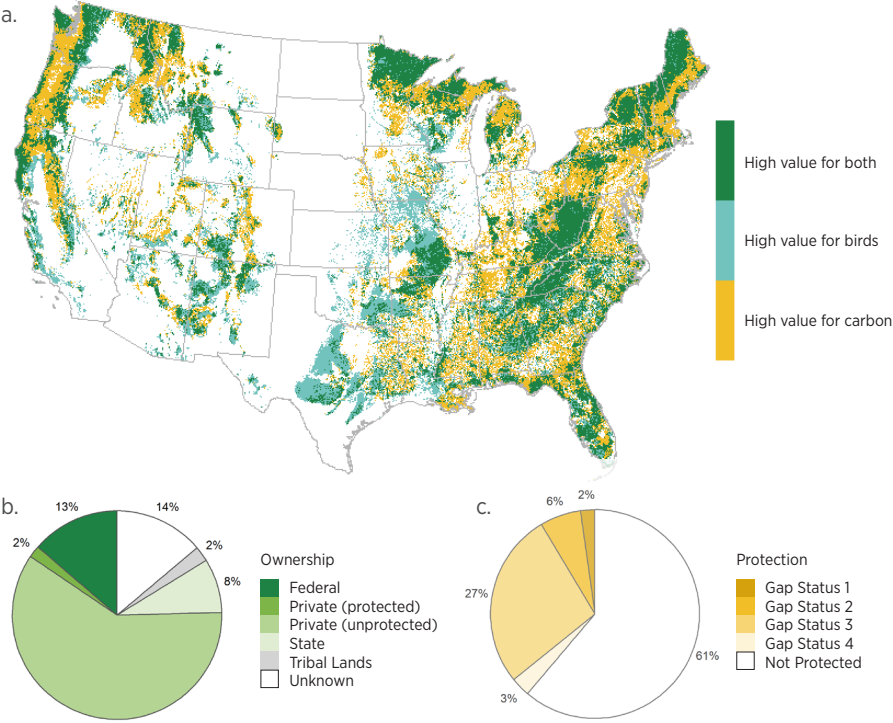 a.
High value for both
High value for birds
High value for carbon
b.
13%
14%
2%
2%
8%
Ownership
Federal
Private (protected)
Private (unprotected)
State
Tribal Lands
Unknown
c.
6%
2%
27%
61%
3%
Protection
Gap Status 1
Gap Status 2
Gap Status 3
Gap Status 4
Not Protected